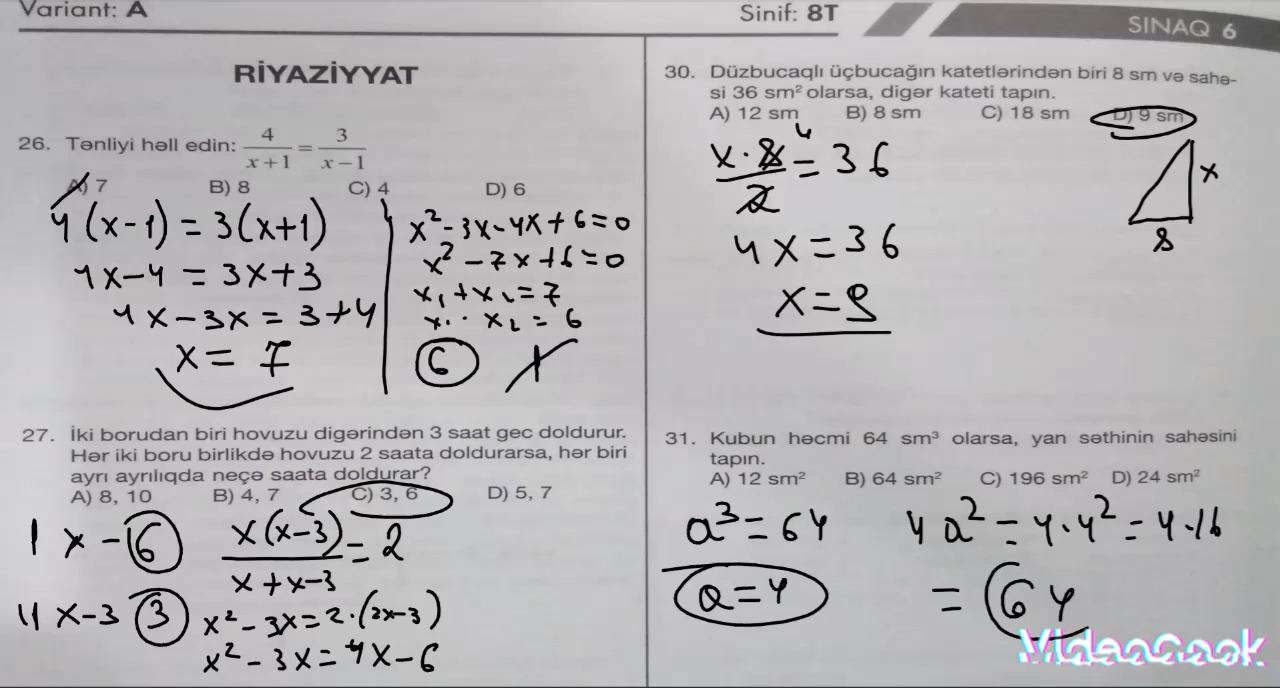 Variant: A
Sinif: 8T
SINAQ 6
RİYAZİYYAT
26. Tənliyi həll edin: 4/(x+1) = 3/(x−1)
A) 7 B) 8 C) 4 D) 6
4(x-1) = 3(x+1)
4x-4 = 3x+3
4x-3x = 3+4
x = 7
x²-3x-4x+6=0
x²-7x+6=0
x₁+x₂=7
x₁·x₂=6
6
27. İki borudan biri hovuzu digərindən 3 saat gec doldurur.
Hər iki boru birlikdə hovuzu 2 saata doldurarsa, hər biri
ayrı ayrılıqda neçə saata doldurar?
A) 8, 10 B) 4, 7 C) 3, 6 D) 5, 7
I x - 6
II x-3 3
x(x-3)/(x+x-3) = 2
x²-3x=2·(2x-3)
x²-3x=4x-6
30. Düzbucaqlı üçbucağın katetlərindən biri 8 sm və sahə-
si 36 sm² olarsa, digər kateti tapın.
A) 12 sm B) 8 sm C) 18 sm D) 9 sm
x·8/2 = 36
4
4x=36
x=9
x
8
31. Kubun həcmi 64 sm³ olarsa, yan səthinin sahəsini
tapın.
A) 12 sm² B) 64 sm² C) 196 sm² D) 24 sm²
a³=64
a=4
4a²=4·4²=4·16
=64
VideoCook